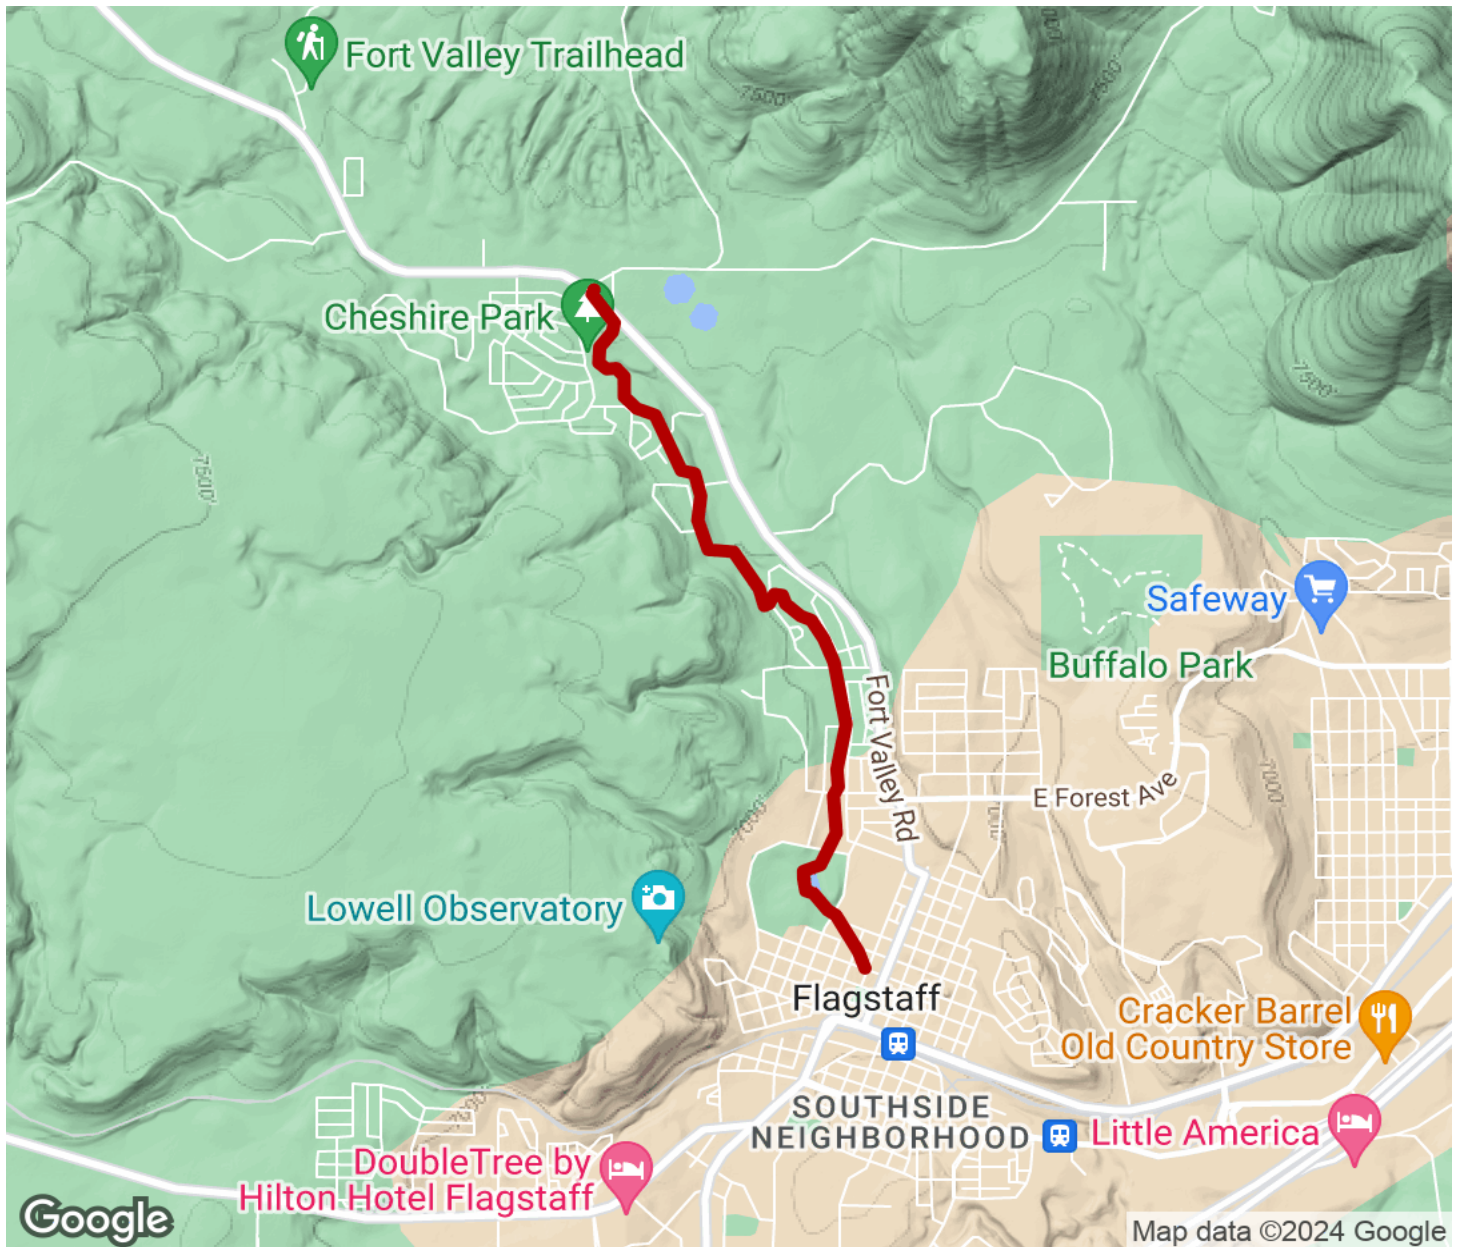 Fort Valley Trailhead
7500'
7500'
Cheshire Park
7500'
7500'
Safeway
Buffalo Park
Fort Valley Rd
E Forest Ave
7000'
7000'
Lowell Observatory
Flagstaff
Cracker Barrel
Old Country Store
SOUTHSIDE
NEIGHBORHOOD
Little America
7000'
DoubleTree by
Hilton Hotel Flagstaff
Google
Map data ©2024 Google